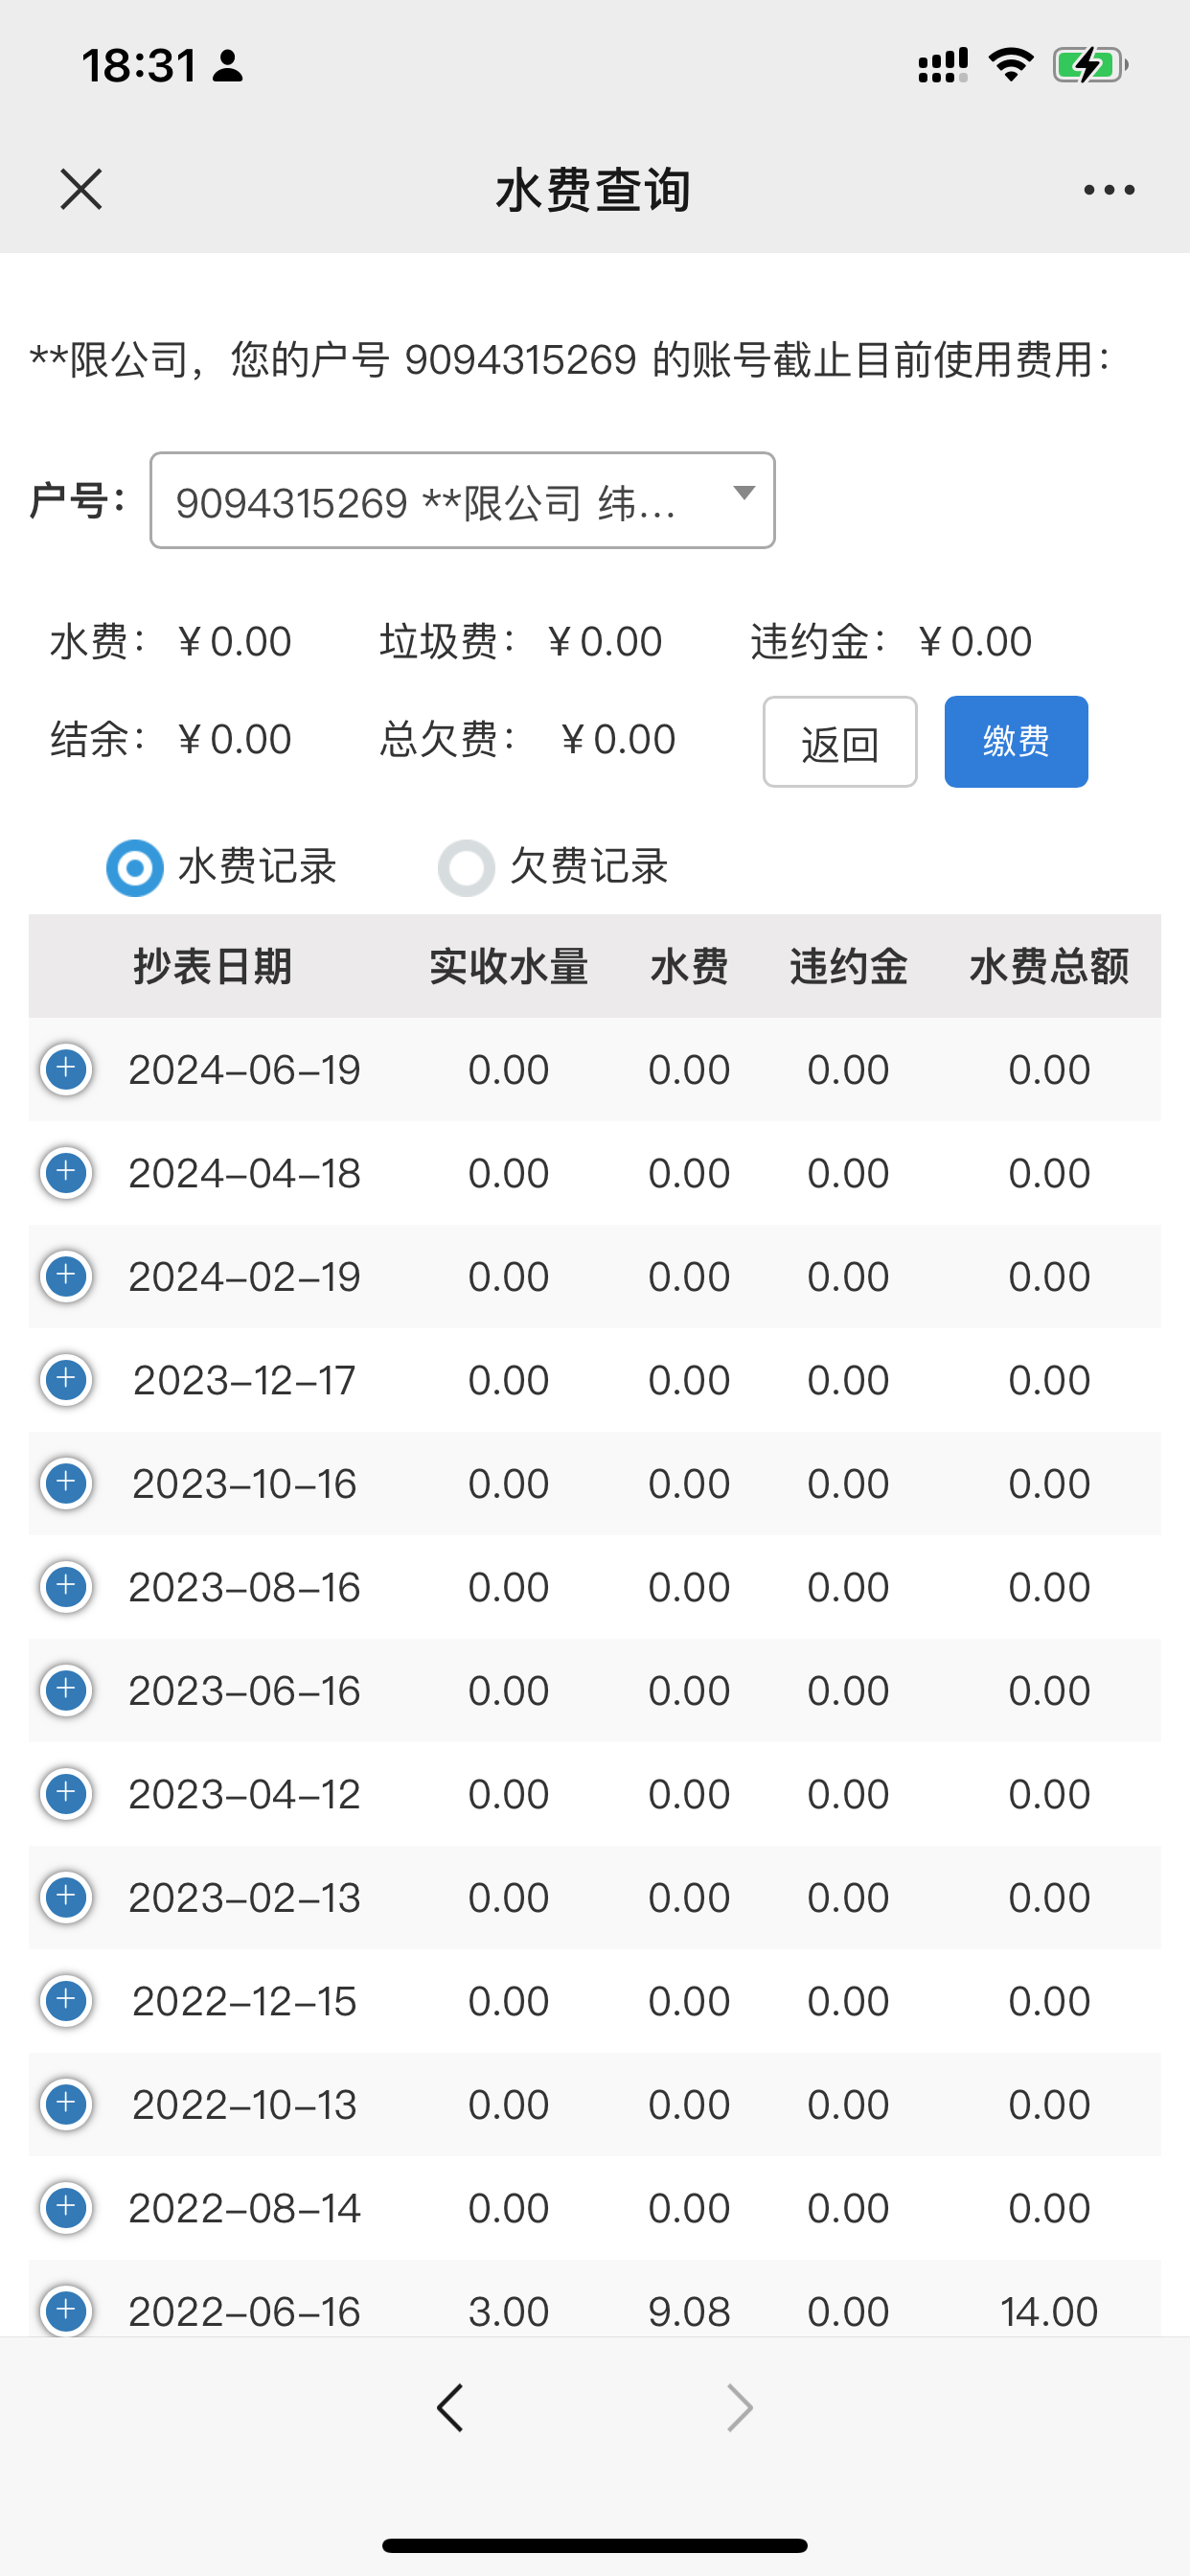 18:31
水费查询
**限公司，您的户号 9094315269 的账号截止目前使用费用：
户号： 9094315269 **限公司 纬...
水费： ￥0.00 垃圾费： ￥0.00 违约金： ￥0.00
结余： ￥0.00 总欠费： ￥0.00 返回 缴费
水费记录 欠费记录
抄表日期 实收水量 水费 违约金 水费总额
2024-06-19 0.00 0.00 0.00 0.00
2024-04-18 0.00 0.00 0.00 0.00
2024-02-19 0.00 0.00 0.00 0.00
2023-12-17 0.00 0.00 0.00 0.00
2023-10-16 0.00 0.00 0.00 0.00
2023-08-16 0.00 0.00 0.00 0.00
2023-06-16 0.00 0.00 0.00 0.00
2023-04-12 0.00 0.00 0.00 0.00
2023-02-13 0.00 0.00 0.00 0.00
2022-12-15 0.00 0.00 0.00 0.00
2022-10-13 0.00 0.00 0.00 0.00
2022-08-14 0.00 0.00 0.00 0.00
2022-06-16 3.00 9.08 0.00 14.00